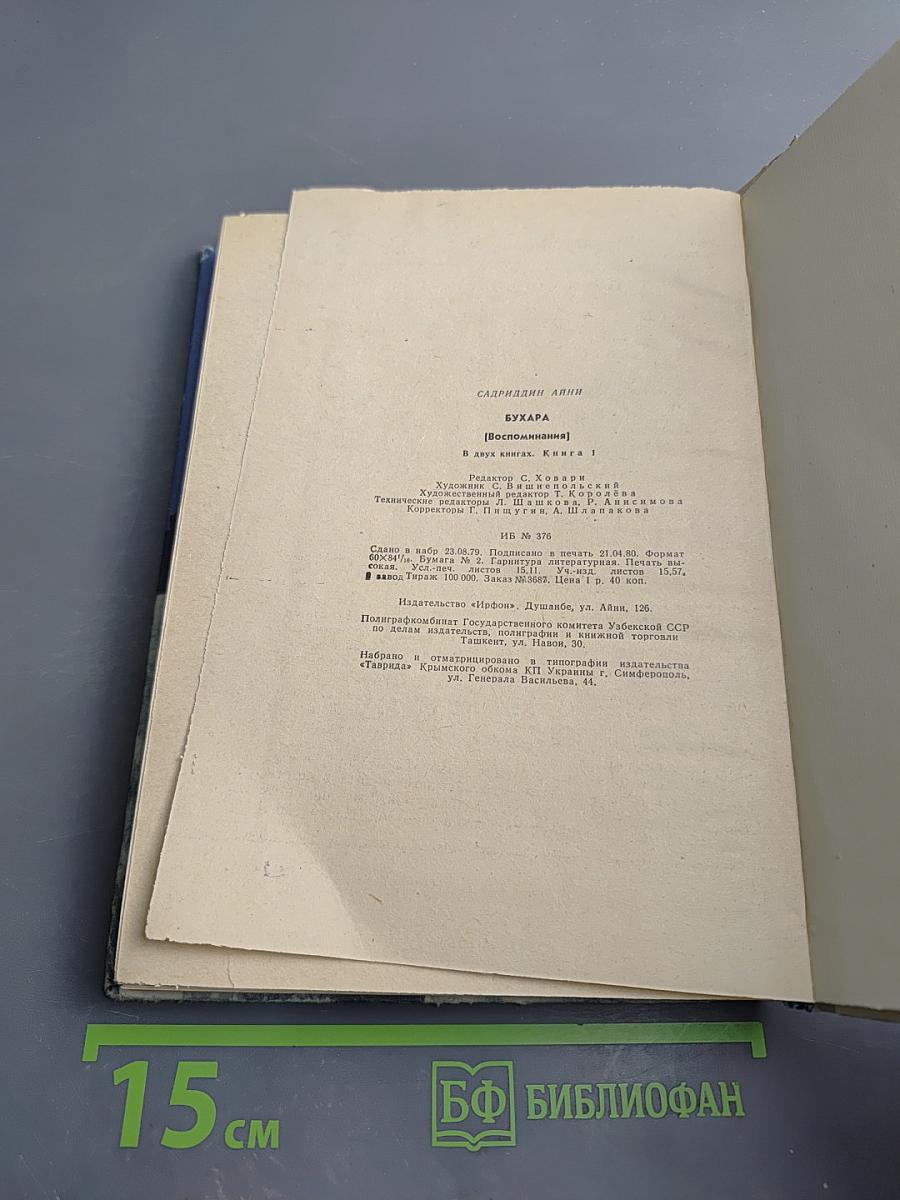 САДРИДДИН АЙНИ
БУХАРА
[Воспоминания]
В двух книгах. Книга 1
Редактор С. Ховари
Художник С. Вишнепольский
Художественный редактор Т. Королёва
Технические редакторы Л. Шашкова, Р. Анисимова
Корректоры Г. Пищугин, А. Шлапакова
ИБ № 376
Сдано в набр 23.08.79. Подписано в печать 21.04.80. Формат
60×84¹/₁₆. Бумага № 2. Гарнитура литературная. Печать вы-
сокая. Усл.-печ. листов 15,11. Уч.-изд. листов 15,57.
завод Тираж 100 000. Заказ № 3687. Цена 1 р. 40 коп.
Издательство «Ирфон». Душанбе, ул. Айни, 126.
Полиграфкомбинат Государственного комитета Узбекской ССР
по делам издательств, полиграфии и книжной торговли
Ташкент, ул. Навои, 30.
Набрано и отматрицировано в типографии издательства
«Таврида» Крымского обкома КП Украины г. Симферополь,
ул. Генерала Васильева, 44.
15 см
БФ БИБЛИОФАН